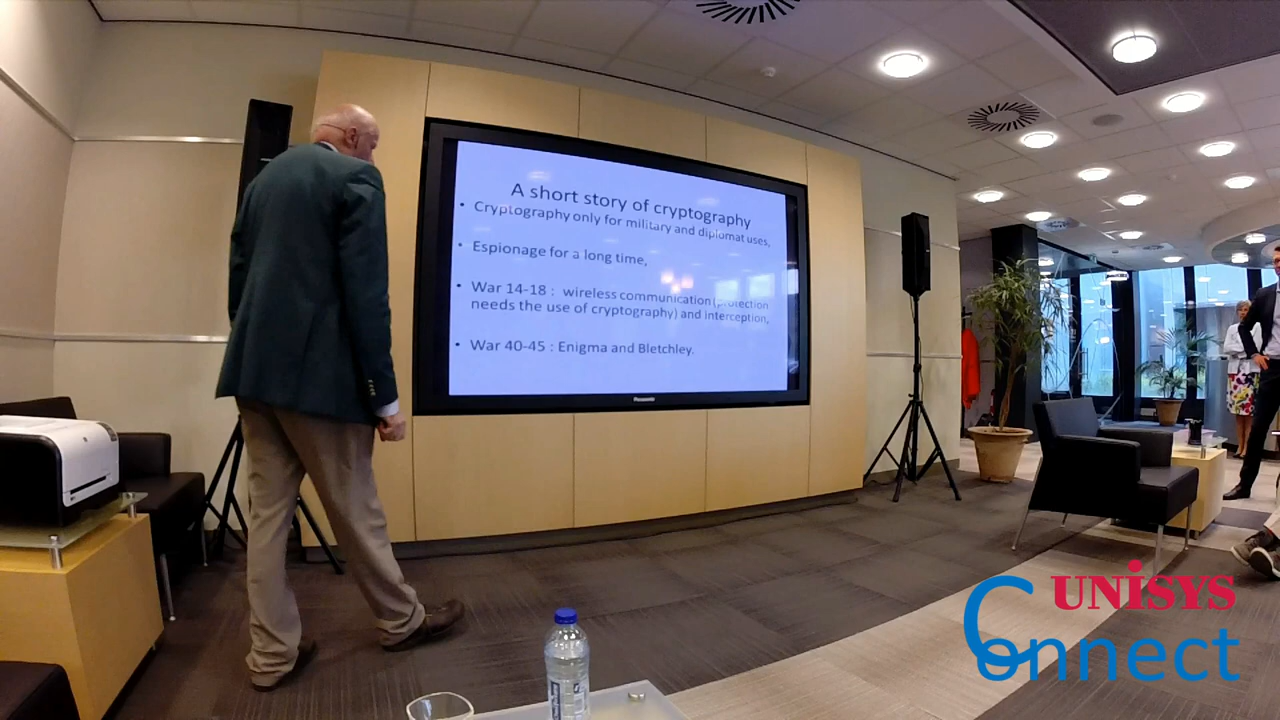 A short story of cryptography
• Cryptography only for military and diplomat uses,
• Espionage for a long time,
• War 14-18 : wireless communication (protection
needs the use of cryptography) and interception,
• War 40-45 : Enigma and Bletchley.
Panasonic
UNiSYS
Connect